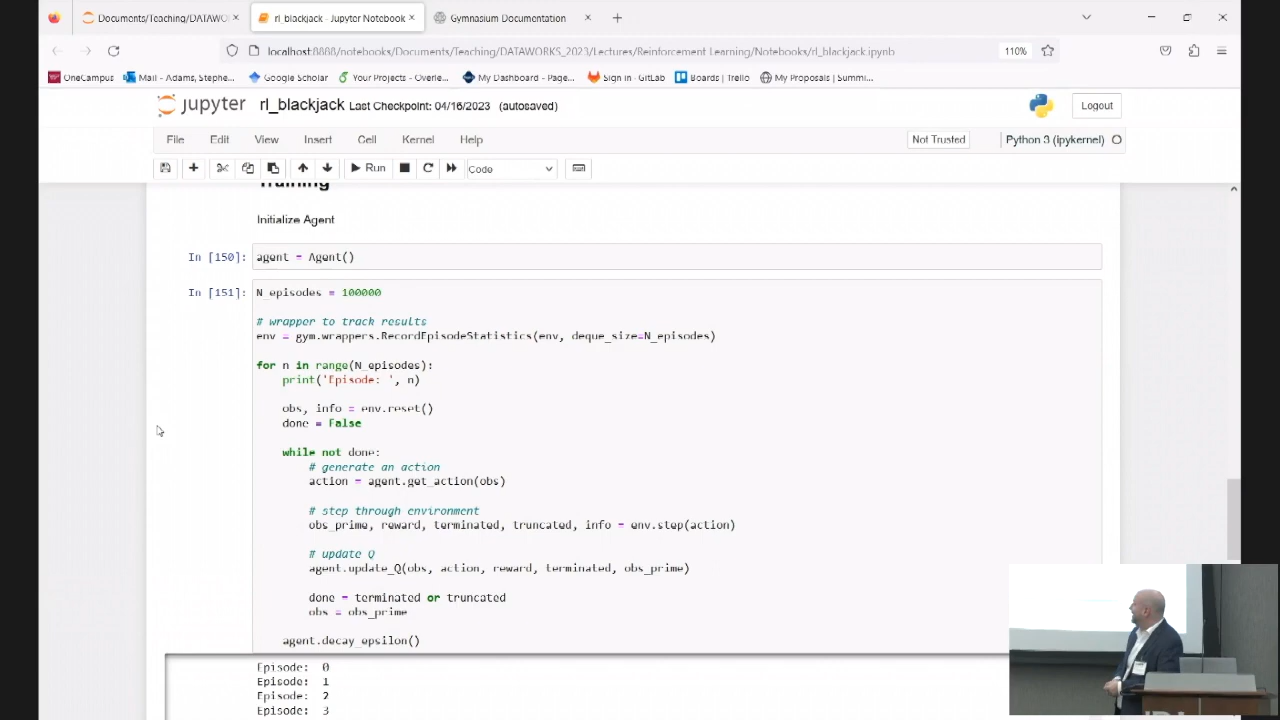 Documents/Teaching/DATAWO
rl_blackjack - Jupyter Notebook
Gymnasium Documentation
localhost:8888/notebooks/Documents/Teaching/DATAWORKS_2023/Lectures/Reinforcement Learning/Notebooks/rl_blackjack.ipynb
110%
OneCampus
Mail - Adams, Stephe...
Google Scholar
Your Projects - Overle...
My Dashboard - Page...
Sign in · GitLab
Boards | Trello
My Proposals | Summi...
jupyter rl_blackjack Last Checkpoint: 04/16/2023 (autosaved)
Logout
File Edit View Insert Cell Kernel Help
Not Trusted
Python 3 (ipykernel)
Run
Code
Training
Initialize Agent
In [150]: agent = Agent()
In [151]: N_episodes = 100000
# wrapper to track results
env = gym.wrappers.RecordEpisodeStatistics(env, deque_size=N_episodes)
for n in range(N_episodes):
print('Episode: ', n)
obs, info = env.reset()
done = False
while not done:
# generate an action
action = agent.get_action(obs)
# step through environment
obs_prime, reward, terminated, truncated, info = env.step(action)
# update Q
agent.update_Q(obs, action, reward, terminated, obs_prime)
done = terminated or truncated
obs = obs_prime
agent.decay_epsilon()
Episode:  0
Episode:  1
Episode:  2
Episode:  3